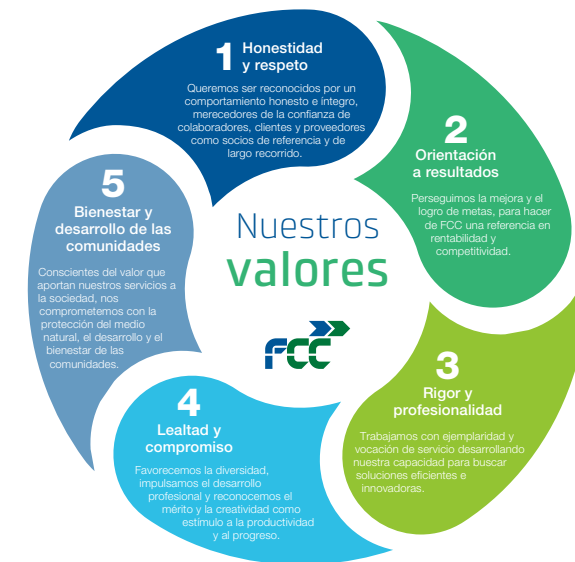 1
Honestidad
y respeto
Queremos ser reconocidos por un
comportamiento honesto e íntegro,
merecedores de la confianza de
colaboradores, clientes y proveedores
como socios de referencia y de
largo recorrido.
2
Orientación
a resultados
Perseguimos la mejora y el
logro de metas, para hacer
de FCC una referencia en
rentabilidad y
competitividad.
3
Rigor y
profesionalidad
Trabajamos con ejemplaridad y
vocación de servicio desarrollando
nuestra capacidad para buscar
soluciones eficientes e
innovadoras.
4
Lealtad y
compromiso
Favorecemos la diversidad,
impulsamos el desarrollo
profesional y reconocemos el
mérito y la creatividad como
estímulo a la productividad
y al progreso.
5
Bienestar y
desarrollo de las
comunidades
Conscientes del valor que
aportan nuestros servicios a
la sociedad, nos
comprometemos con la
protección del medio
natural, el desarrollo y el
bienestar de las
comunidades.
Nuestros
valores
fCC